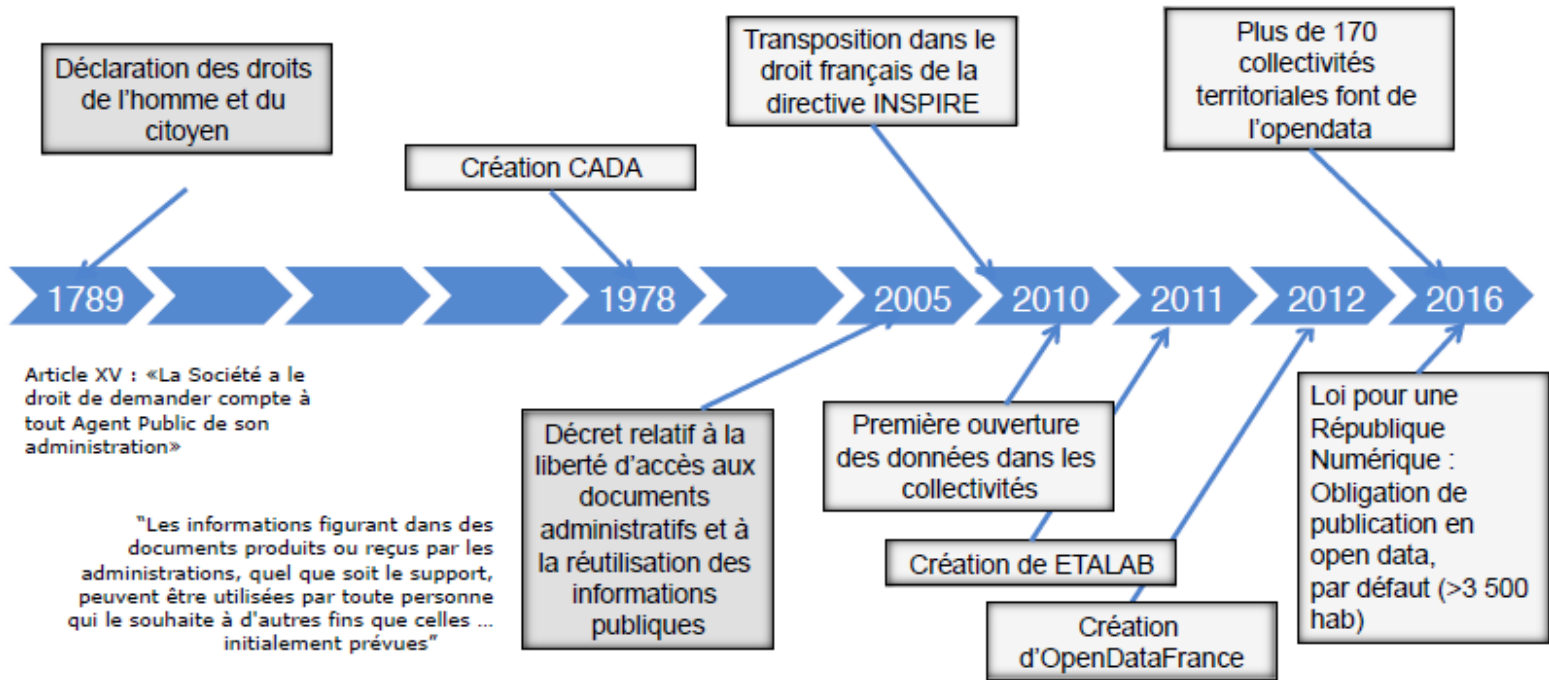 Déclaration des droits
de l'homme et du
citoyen
Création CADA
Transposition dans le
droit français de la
directive INSPIRE
Plus de 170
collectivités
territoriales font de
l'opendata
1789
1978
2005
2010
2011
2012
2016
Article XV : «La Société a le
droit de demander compte à
tout Agent Public de son
administration»
"Les informations figurant dans des
documents produits ou reçus par les
administrations, quel que soit le support,
peuvent être utilisées par toute personne
qui le souhaite à d'autres fins que celles ...
initialement prévues"
Décret relatif à la
liberté d'accès aux
documents
administratifs et à
la réutilisation des
informations
publiques
Première ouverture
des données dans les
collectivités
Création de ETALAB
Création
d'OpenDataFrance
Loi pour une
République
Numérique :
Obligation de
publication en
open data,
par défaut (>3 500
hab)